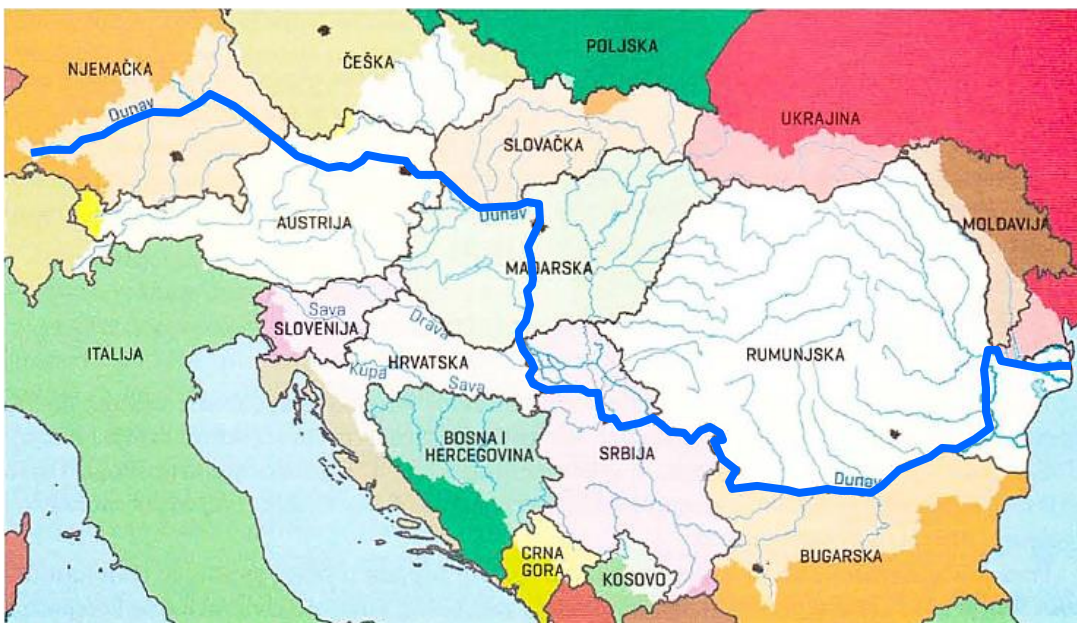 POLJSKA
ČEŠKA
NJEMAČKA
Dunav
UKRAJINA
SLOVAČKA
AUSTRIJA
Dunav
MOLDAVIJA
MAĐARSKA
Sava
SLOVENIJA
Drava
ITALIJA
HRVATSKA
RUMUNJSKA
Kupa
Sava
BOSNA I
HERCEGOVINA
SRBIJA
Dunav
CRNA
GORA
KOSOVO
BUGARSKA